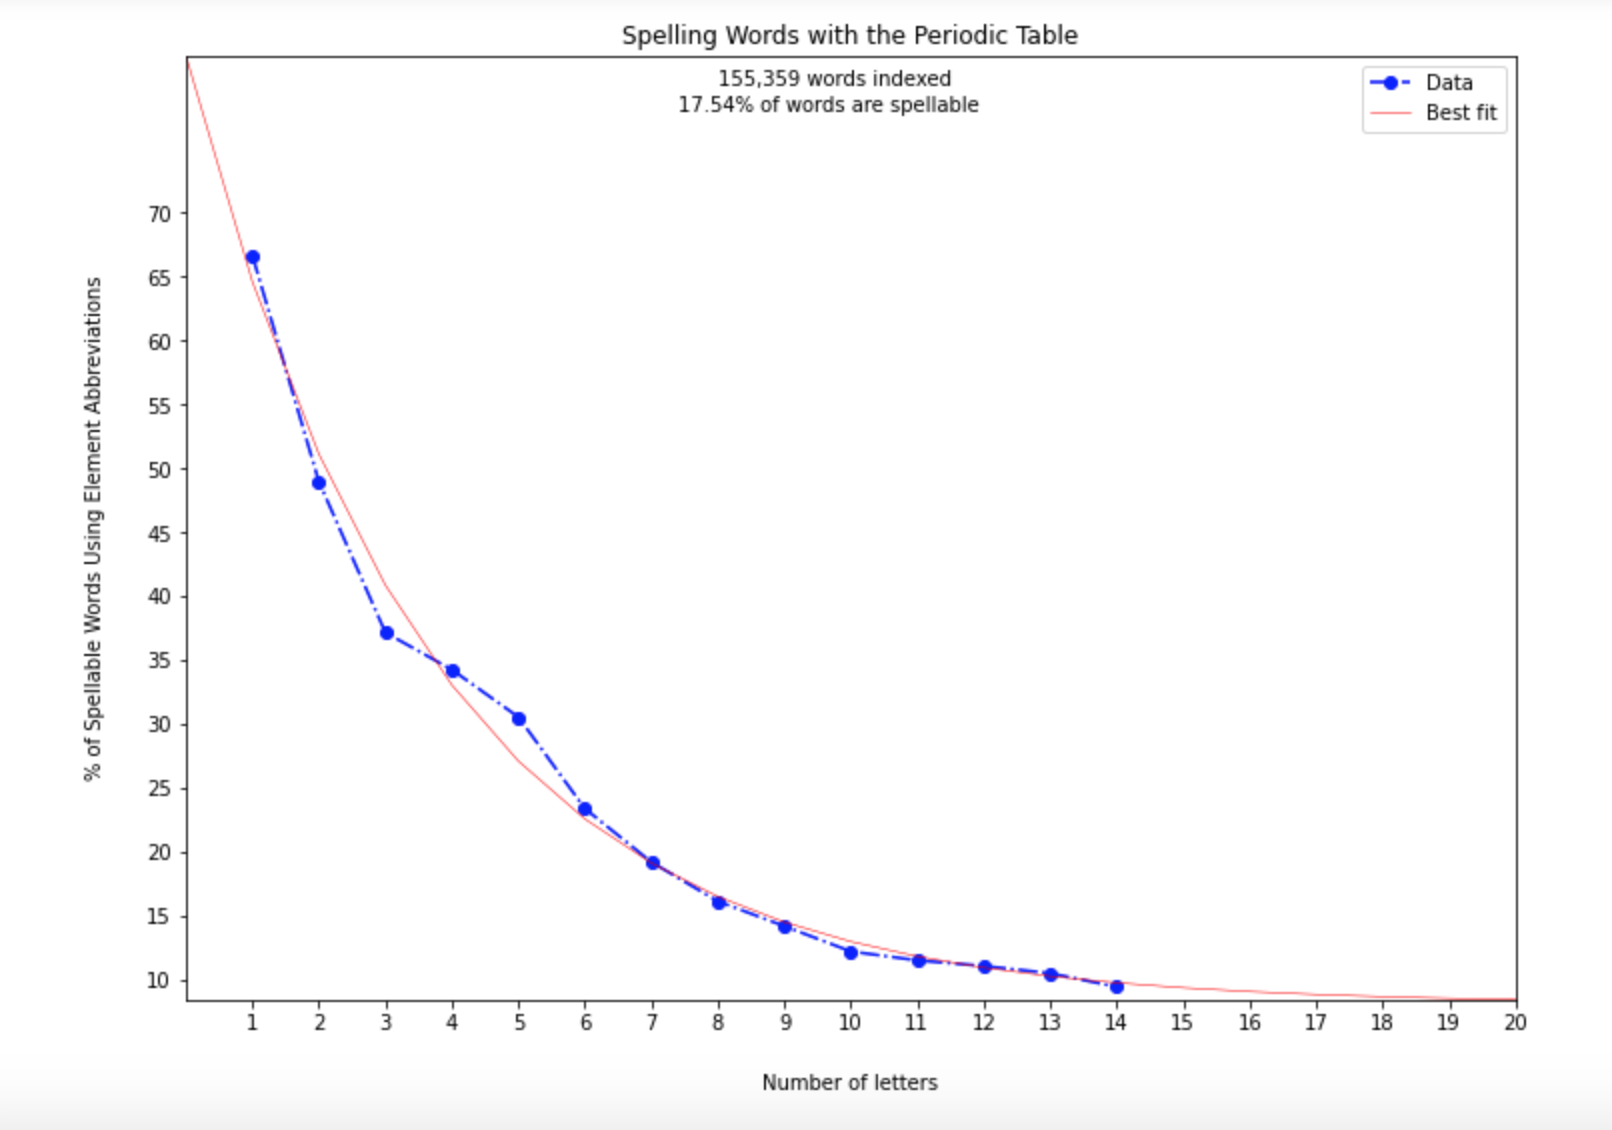 Spelling Words with the Periodic Table
155,359 words indexed
17.54% of words are spellable
Data
Best fit
% of Spellable Words Using Element Abbreviations
70
65
60
55
50
45
40
35
30
25
20
15
10
1 2 3 4 5 6 7 8 9 10 11 12 13 14 15 16 17 18 19 20
Number of letters